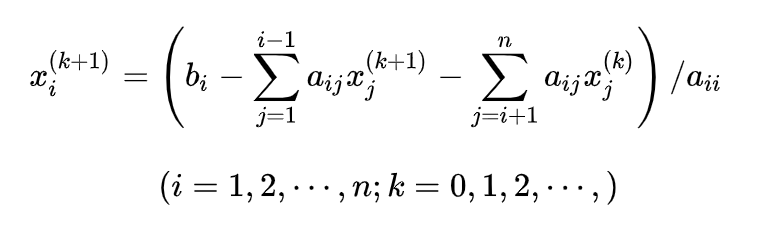 x_i^{(k+1)} = \left( b_i - \sum_{j=1}^{i-1} a_{ij} x_j^{(k+1)} - \sum_{j=i+1}^{n} a_{ij} x_j^{(k)} \right) / a_{ii}
(i = 1, 2, \cdots, n; k = 0, 1, 2, \cdots, )